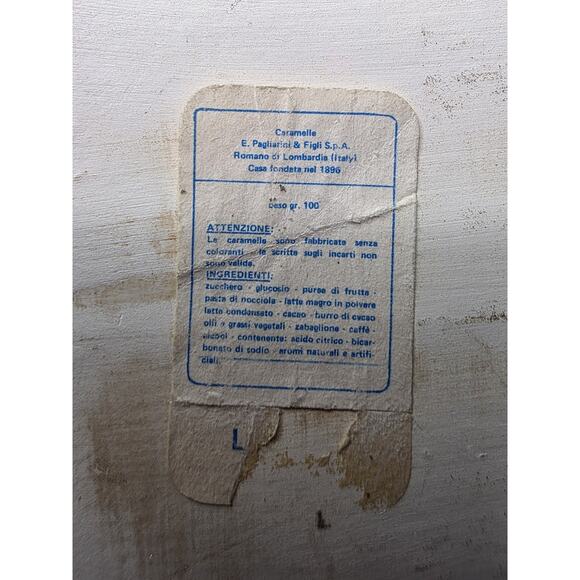 Caramelle
E. Pagliarini & Figli S.p.A.
Romano di Lombardia (Italy)
Casa fondata nel 1896
peso gr. 100
ATTENZIONE:
Le caramelle sono fabbricate senza
coloranti - le scritte sugli incarti non
sono valide.
INGREDIENTI:
zucchero - glucosio - puree di frutta -
pasta di nocciola - latte magro in polvere
latte condensato - cacao - burro di cacao
olii - grassi vegetali - zabaglione - caffè -
alcool - contenente: acido citrico - bicar-
bonato di sodio - aromi naturali e artifi-
ciali.
L
L